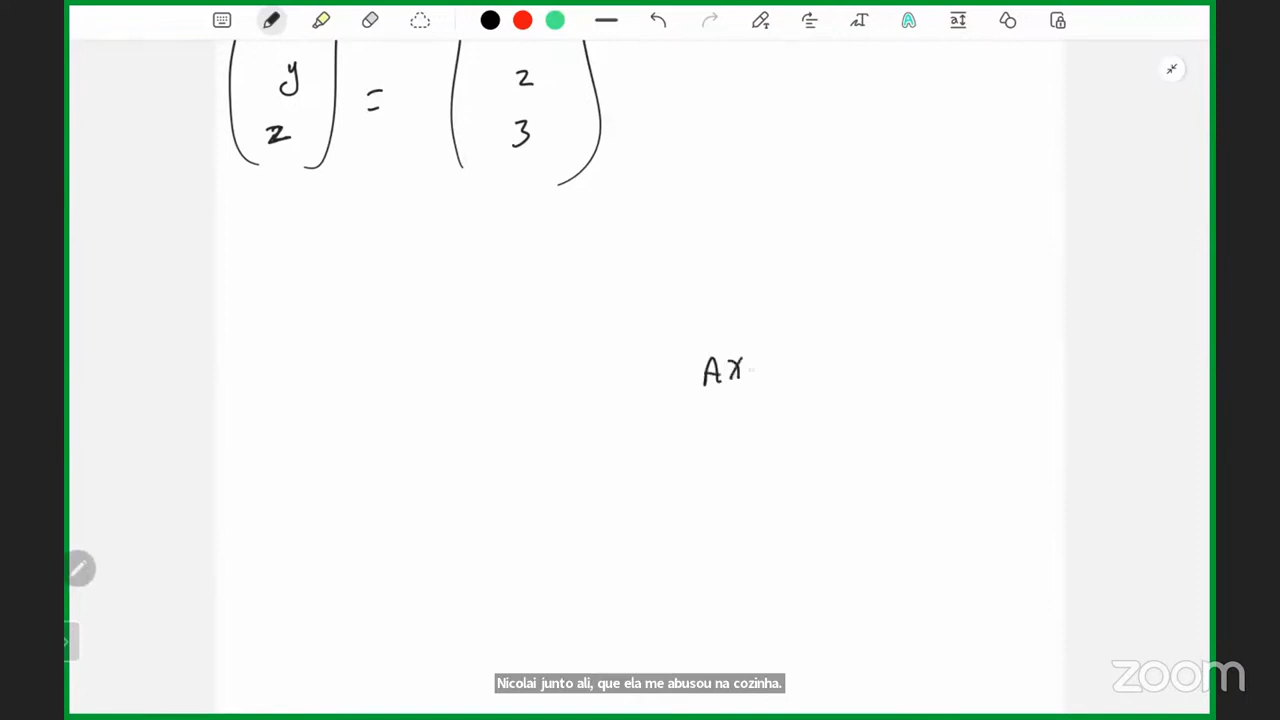 y
z
=
2
3
Ax
Nicolai junto ali, que ela me abusou na cozinha.
zoom